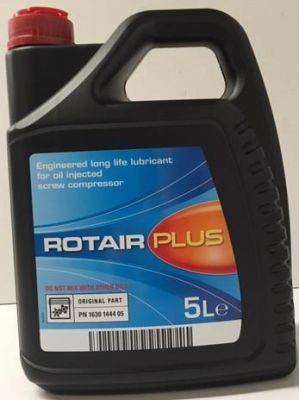 Engineered long life lubricant
for oil injected
screw compressor
ROTAIR PLUS
DO NOT MIX WITH OTHER OILS
ORIGINAL PART
PN 1630 1444 05
5L℮